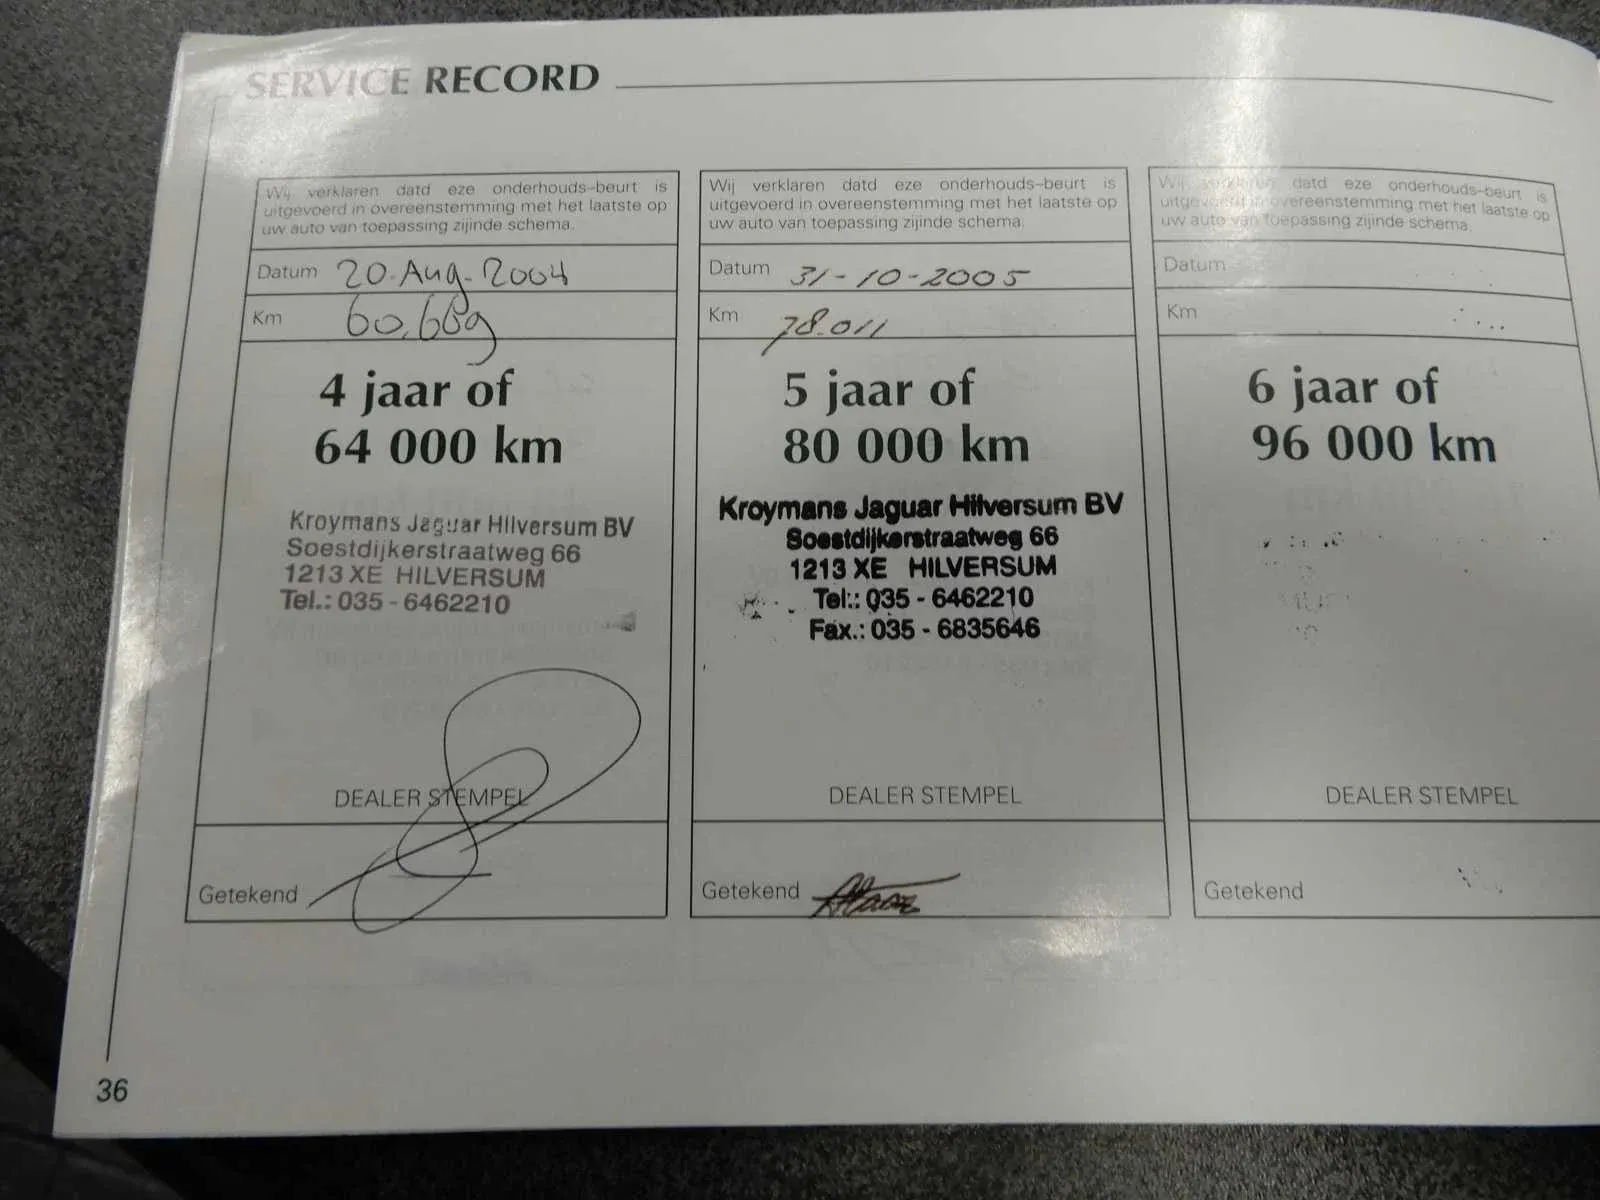 SERVICE RECORD
Wij verklaren datd eze onderhouds-beurt is
uitgevoerd in overeenstemming met het laatste op
uw auto van toepassing zijinde schema.
Datum 20-Aug-2004
Km
4 jaar of
64 000 km
Kroymans Jaguar Hilversum BV
Soestdijkerstraatweg 66
1213 XE HILVERSUM
Tel.: 035 - 6462210
DEALER STEMPEL
Getekend
Wij verklaren datd eze onderhouds-beurt is
uitgevoerd in overeenstemming met het laatste op
uw auto van toepassing zijinde schema.
Datum 31-10-2005
Km 78.011
5 jaar of
80 000 km
Kroymans Jaguar Hilversum BV
Soestdijkerstraatweg 66
1213 XE HILVERSUM
Tel.: 035 - 6462210
Fax.: 035 - 6835646
DEALER STEMPEL
Getekend
Wij verklaren datd eze onderhouds-beurt is
uitgevoerd in overeenstemming met het laatste op
uw auto van toepassing zijinde schema.
Datum
Km
6 jaar of
96 000 km
DEALER STEMPEL
Getekend
36